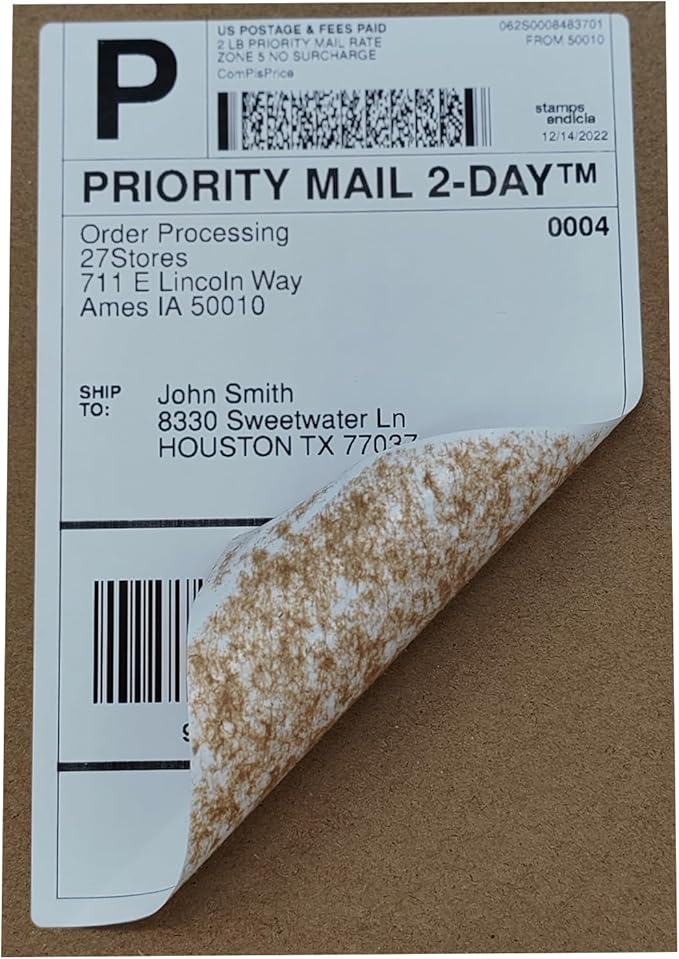 P
US POSTAGE & FEES PAID
2 LB PRIORITY MAIL RATE
ZONE 5 NO SURCHARGE
ComPlsPrice
062S0008483701
FROM 50010
stamps
endicia
12/14/2022
PRIORITY MAIL 2-DAY™
Order Processing
27Stores
711 E Lincoln Way
Ames IA 50010
0004
SHIP
TO:
John Smith
8330 Sweetwater Ln
HOUSTON TX 77037
9